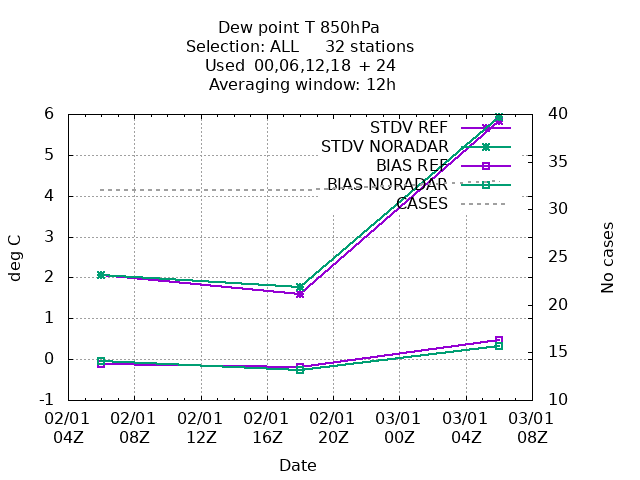 Dew point T 850hPa
Selection: ALL     32 stations
Used  00,06,12,18  + 24
Averaging window: 12h
STDV REF
STDV NORADAR
BIAS REF
BIAS NORADAR
CASES
deg C
6
5
4
3
2
1
0
-1
No cases
40
35
30
25
20
15
10
02/01 02/01 02/01 02/01 02/01 03/01 03/01 03/01
04Z 08Z 12Z 16Z 20Z 00Z 04Z 08Z
Date